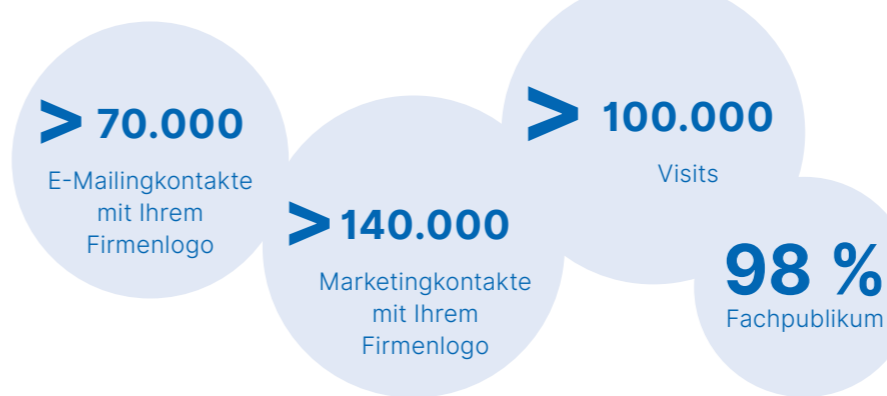 > 70.000
E-Mailingkontakte
mit Ihrem
Firmenlogo
> 140.000
Marketingkontakte
mit Ihrem
Firmenlogo
> 100.000
Visits
98 %
Fachpublikum